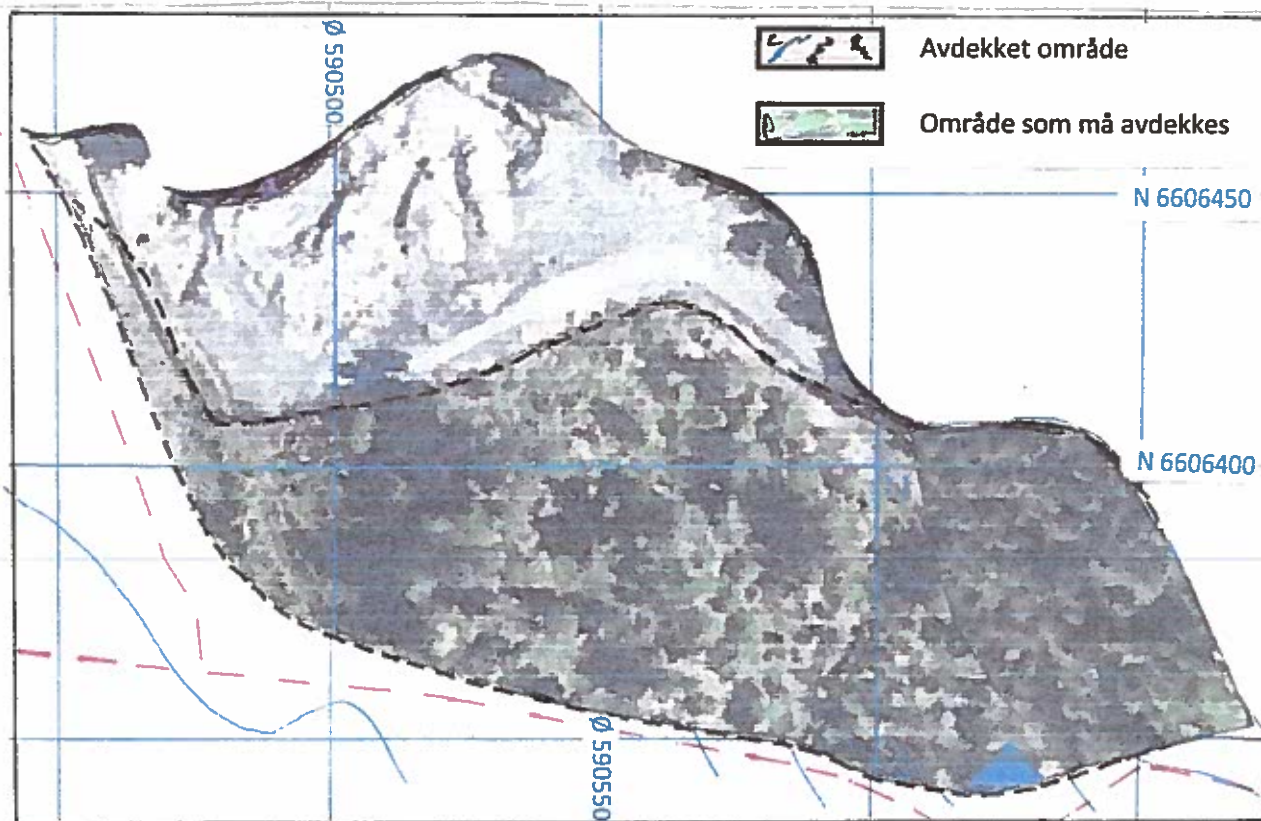 Avdekket område
Område som må avdekkes
Ø 590500
N 6606450
N 6606400
Ø 590550